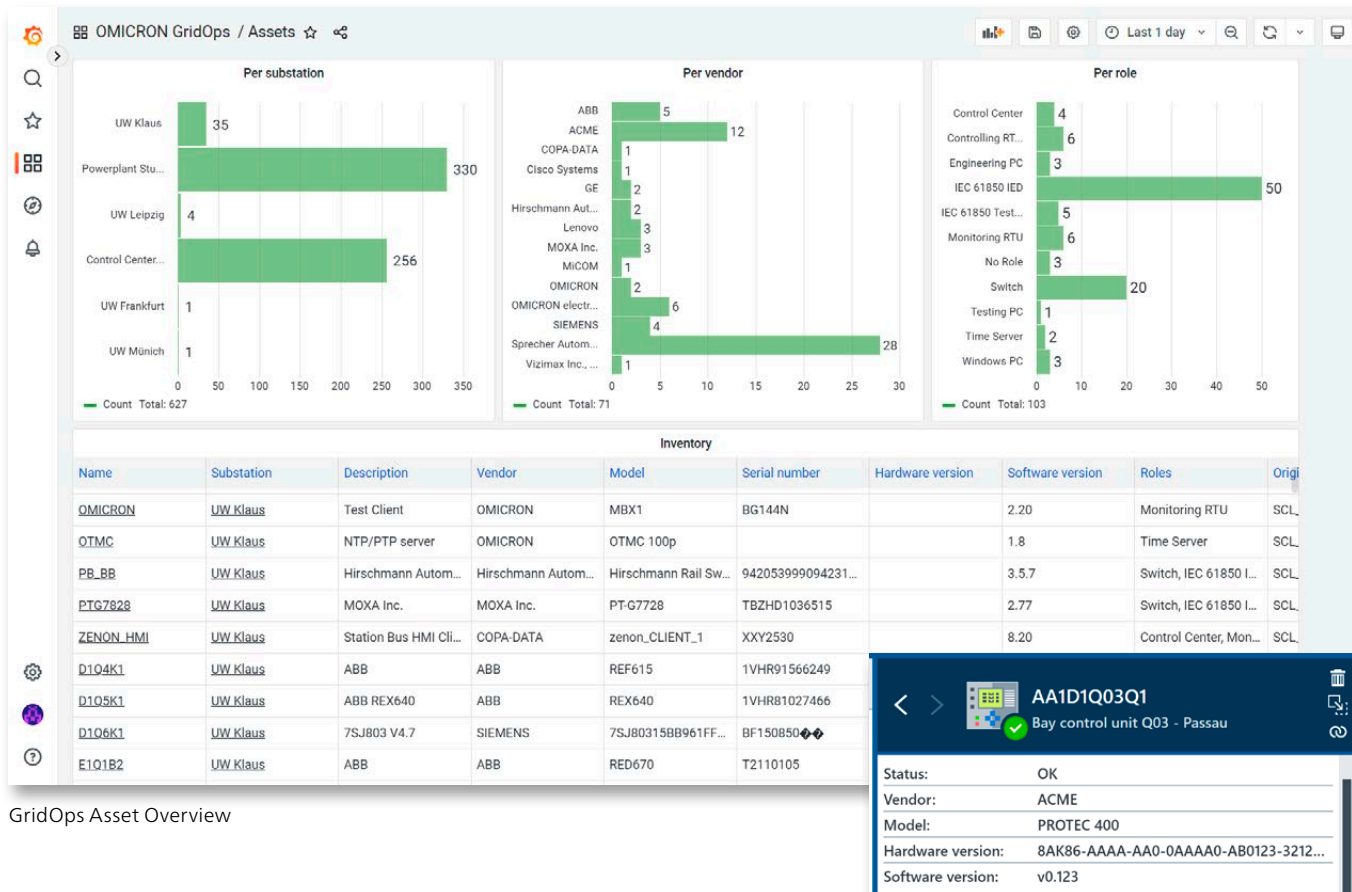 OMICRON GridOps / Assets
Last 1 day
Per substation
UW Klaus 35
Powerplant Stu... 330
UW Leipzig 4
Control Center... 256
UW Frankfurt 1
UW Münich 1
0 50 100 150 200 250 300 350
Count Total: 627
Per vendor
ABB 5
ACME 12
COPA-DATA 1
Cisco Systems 1
GE 2
Hirschmann Aut... 2
Lenovo 3
MOXA Inc. 3
MiCOM 1
OMICRON 2
OMICRON electr... 6
SIEMENS 4
Sprecher Autom... 28
Vizimax Inc., ... 1
0 5 10 15 20 25 30
Count Total: 71
Per role
Control Center 4
Controlling RT... 6
Engineering PC 3
IEC 61850 IED 50
IEC 61850 Test... 5
Monitoring RTU 6
No Role 3
Switch 20
Testing PC 1
Time Server 2
Windows PC 3
0 10 20 30 40 50
Count Total: 103
Inventory
Name Substation Description Vendor Model Serial number Hardware version Software version Roles Origi
OMICRON UW Klaus Test Client OMICRON MBX1 BG144N 2.20 Monitoring RTU SCL_
OTMC UW Klaus NTP/PTP server OMICRON OTMC 100p 1.8 Time Server SCL_
PB_BB UW Klaus Hirschmann Autom... Hirschmann Autom... Hirschmann Rail Sw... 942053999094231... 3.5.7 Switch, IEC 61850 I... SCL_
PTG7828 UW Klaus MOXA Inc. MOXA Inc. PT-G7728 TBZHD1036515 2.77 Switch, IEC 61850 I... SCL_
ZENON_HMI UW Klaus Station Bus HMI Cli... COPA-DATA zenon_CLIENT_1 XXY2530 8.20 Control Center, Mon... SCL_
D1Q4K1 UW Klaus ABB ABB REF615 1VHR91566249
D1Q5K1 UW Klaus ABB REX640 ABB REX640 1VHR81027466
D1Q6K1 UW Klaus 7SJ803 V4.7 SIEMENS 7SJ80315BB961FF... BF150850��
E1Q1B2 UW Klaus ABB ABB RED670 T2110105
AA1D1Q03Q1
Bay control unit Q03 - Passau
Status: OK
Vendor: ACME
Model: PROTEC 400
Hardware version: 8AK86-AAAA-AA0-0AAAA0-AB0123-3212...
Software version: v0.123
GridOps Asset Overview